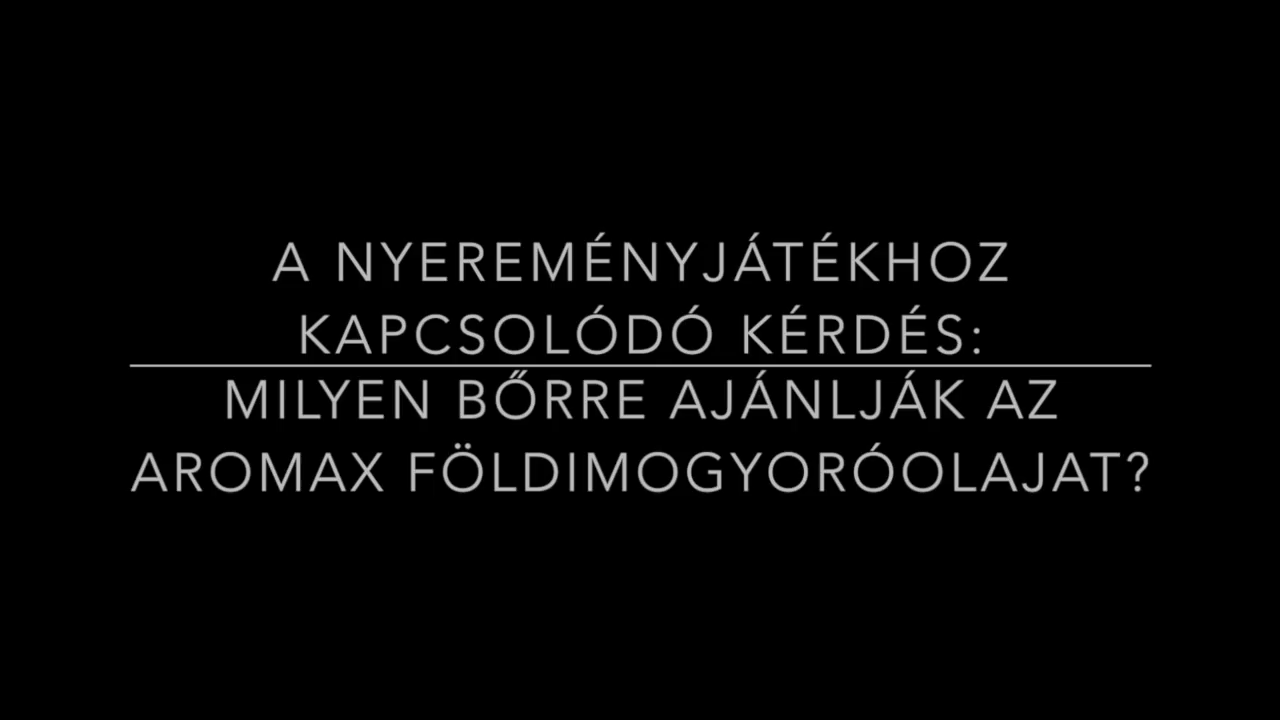 A NYEREMÉNYJÁTÉKHOZ
KAPCSOLÓDÓ KÉRDÉS:
MILYEN BŐRRE AJÁNLJÁK AZ
AROMAX FÖLDIMOGYORÓOLAJAT?